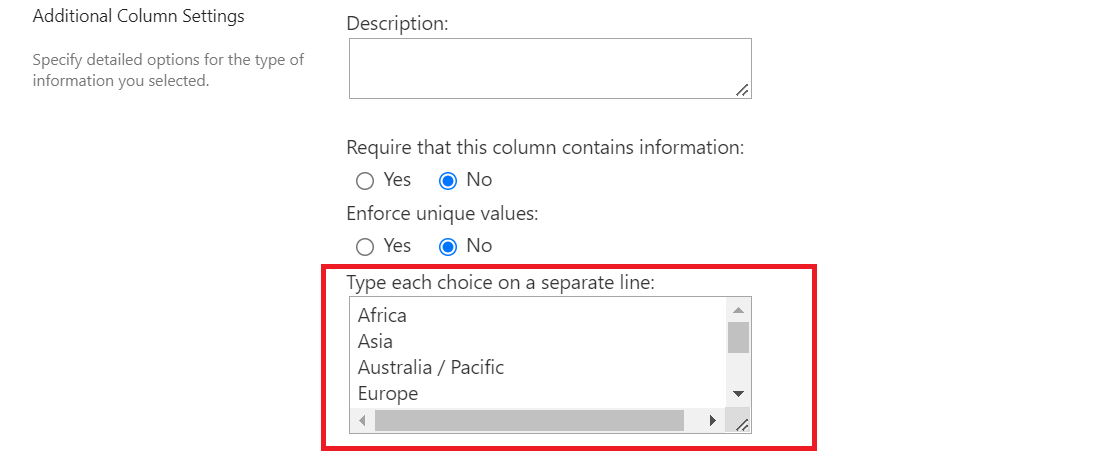 Additional Column Settings
Specify detailed options for the type of
information you selected.
Description:
Require that this column contains information:
Yes No
Enforce unique values:
Yes No
Type each choice on a separate line:
Africa
Asia
Australia / Pacific
Europe